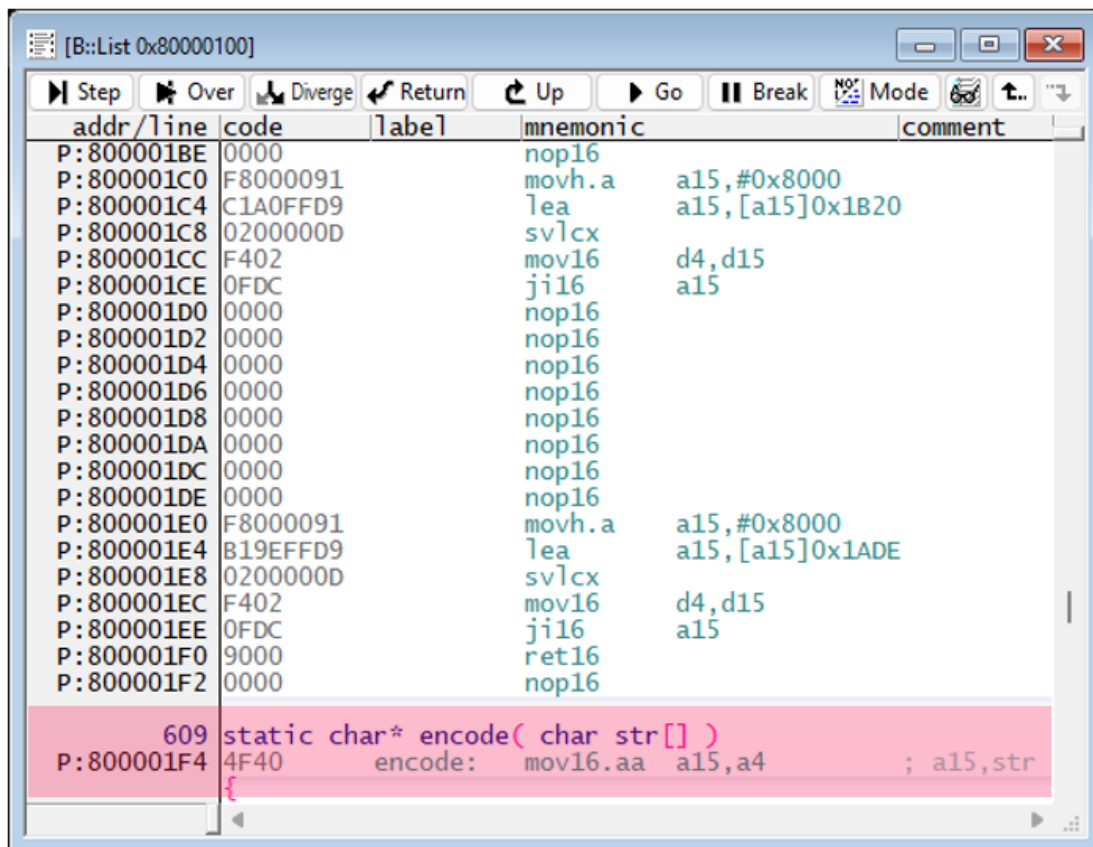 [B::List 0x80000100]
Step Over Diverge Return Up Go Break Mode
addr/line code label mnemonic comment
P:800001BE 0000 nop16
P:800001C0 F8000091 movh.a a15,#0x8000
P:800001C4 C1A0FFD9 lea a15,[a15]0x1B20
P:800001C8 0200000D svlcx
P:800001CC F402 mov16 d4,d15
P:800001CE 0FDC ji16 a15
P:800001D0 0000 nop16
P:800001D2 0000 nop16
P:800001D4 0000 nop16
P:800001D6 0000 nop16
P:800001D8 0000 nop16
P:800001DA 0000 nop16
P:800001DC 0000 nop16
P:800001DE 0000 nop16
P:800001E0 F8000091 movh.a a15,#0x8000
P:800001E4 B19EFFD9 lea a15,[a15]0x1ADE
P:800001E8 0200000D svlcx
P:800001EC F402 mov16 d4,d15
P:800001EE 0FDC ji16 a15
P:800001F0 9000 ret16
P:800001F2 0000 nop16
609 static char* encode( char str[] )
P:800001F4 4F40 encode: mov16.aa a15,a4 ; a15,str
{